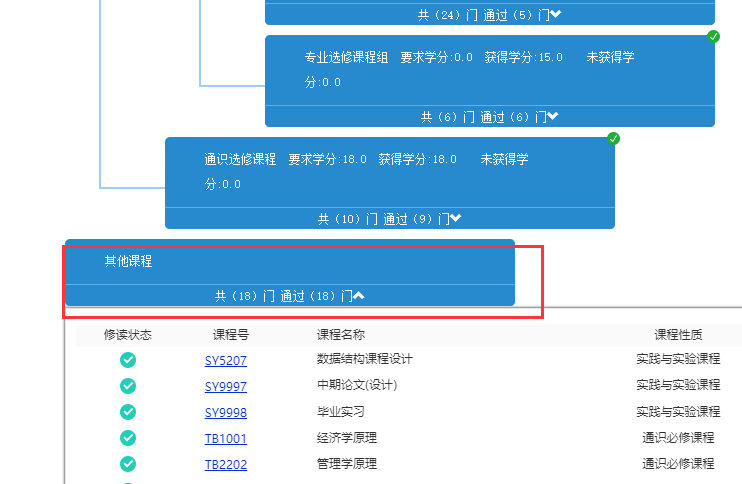 共（24）门 通过（5）门
专业选修课程组 要求学分:0.0 获得学分:15.0 未获得学
分:0.0
共（6）门 通过（6）门
通识选修课程 要求学分:18.0 获得学分:18.0 未获得学
分:0.0
共（10）门 通过（9）门
其他课程
共（18）门 通过（18）门
修读状态 课程号 课程名称 课程性质
SY5207 数据结构课程设计 实践与实验课程
SY9997 中期论文(设计) 实践与实验课程
SY9998 毕业实习 实践与实验课程
TB1001 经济学原理 通识必修课程
TB2202 管理学原理 通识必修课程